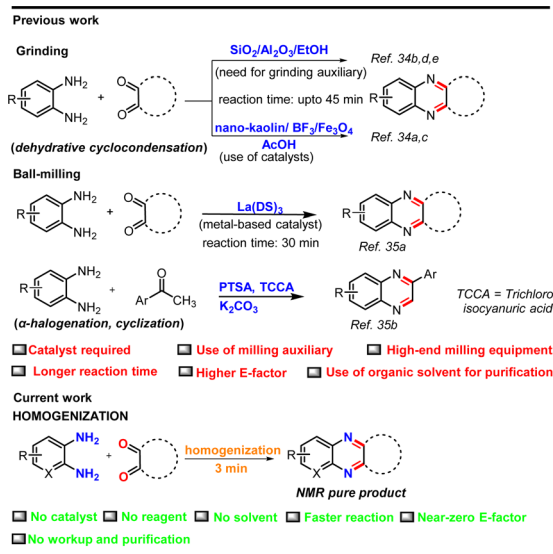 Previous work
Grinding
SiO2/Al2O3/EtOH
Ref. 34b,d,e
NH2
(need for grinding auxiliary)
R
NH2
+
O
O
reaction time: upto 45 min
R
N
N
nano-kaolin/ BF3/Fe3O4
Ref. 34a,c
(dehydrative cyclocondensation)
AcOH
(use of catalysts)
Ball-milling
NH2
R
NH2
+
O
O
La(DS)3
(metal-based catalyst)
reaction time: 30 min
R
N
N
Ref. 35a
NH2
R
NH2
+
O
Ar
CH3
PTSA, TCCA
K2CO3
R
N
N
Ar
TCCA = Trichloro
isocyanuric acid
(α-halogenation, cyclization)
Ref. 35b
Catalyst required
Use of milling auxiliary
High-end milling equipment
Longer reaction time
Higher E-factor
Use of organic solvent for purification
Current work
HOMOGENIZATION
NH2
R
X
NH2
+
O
O
homogenization
3 min
R
X
N
N
NMR pure product
No catalyst
No reagent
No solvent
Faster reaction
Near-zero E-factor
No workup and purification